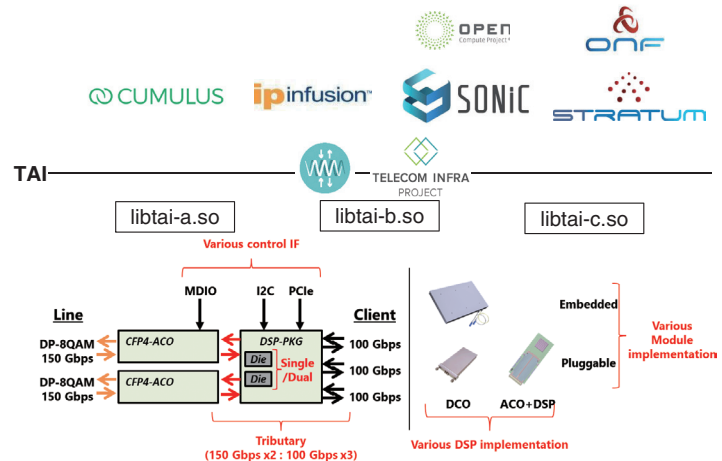 OPEN
Compute Project®
ONF
CUMULUS
ipinfusion™
SONiC
STRATUM
TAI
TELECOM INFRA
PROJECT
libtai-a.so
libtai-b.so
libtai-c.so
Various control IF
MDIO
I2C
PCIe
Line
Client
DP-8QAM
150 Gbps
CFP4-ACO
DSP-PKG
Die
Die
Single
/Dual
100 Gbps
100 Gbps
100 Gbps
DP-8QAM
150 Gbps
CFP4-ACO
Tributary
(150 Gbps x2 : 100 Gbps x3)
Embedded
Pluggable
Various
Module
implementation
DCO
ACO+DSP
Various DSP implementation